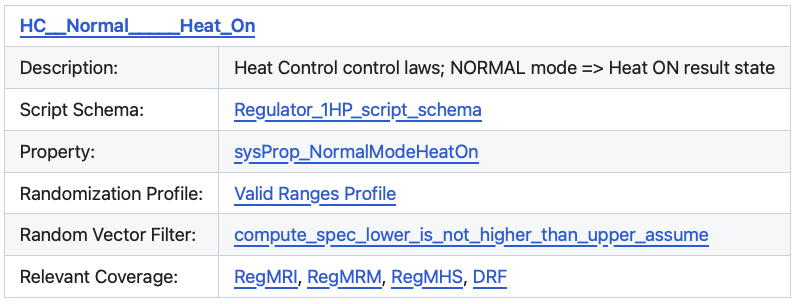 HC__Normal_____Heat_On
Description: Heat Control control laws; NORMAL mode => Heat ON result state
Script Schema: Regulator_1HP_script_schema
Property: sysProp_NormalModeHeatOn
Randomization Profile: Valid Ranges Profile
Random Vector Filter: compute_spec_lower_is_not_higher_than_upper_assume
Relevant Coverage: RegMRI, RegMRM, RegMHS, DRF